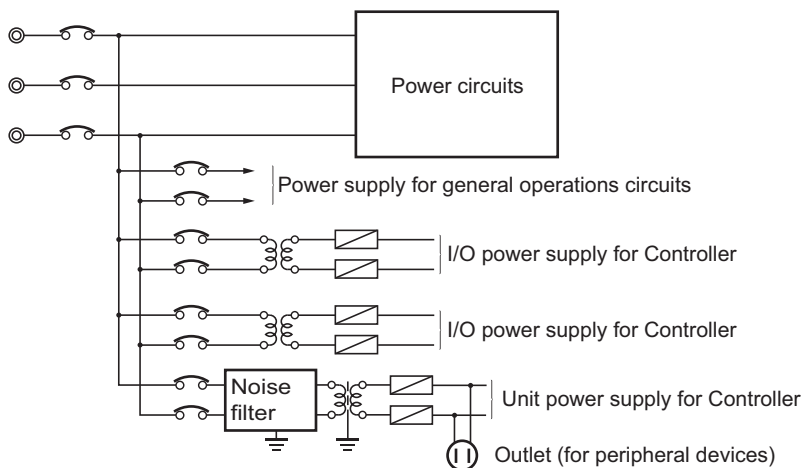 Power circuits
Power supply for general operations circuits
I/O power supply for Controller
I/O power supply for Controller
Noise
filter
Unit power supply for Controller
Outlet (for peripheral devices)